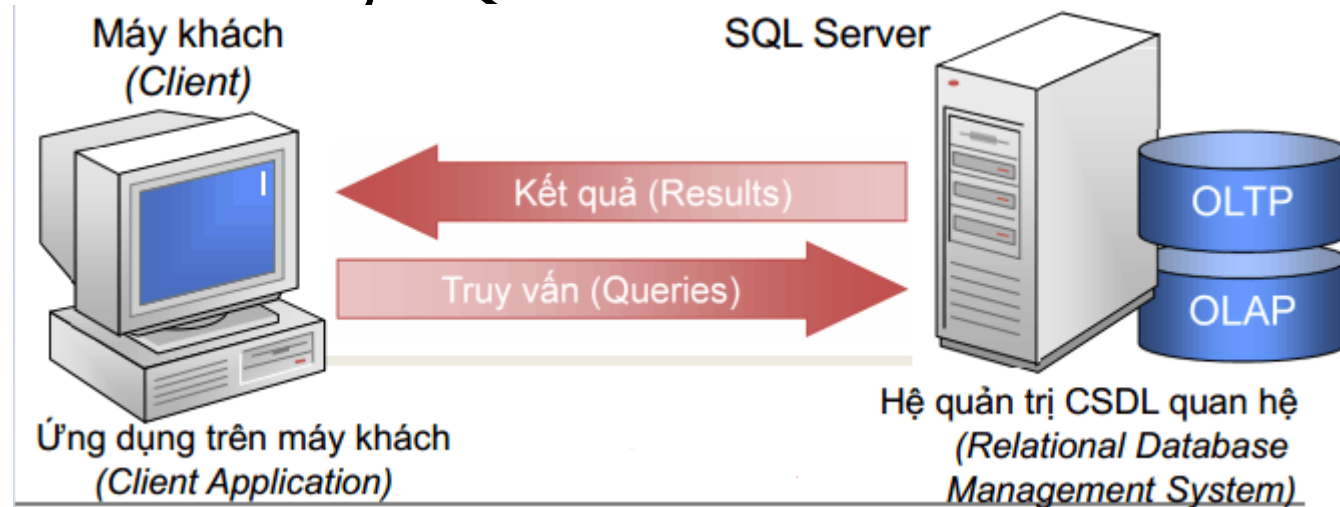 Máy khách
(Client)
SQL Server
Kết quả (Results)
Truy vấn (Queries)
OLTP
OLAP
Ứng dụng trên máy khách
(Client Application)
Hệ quản trị CSDL quan hệ
(Relational Database
Management System)